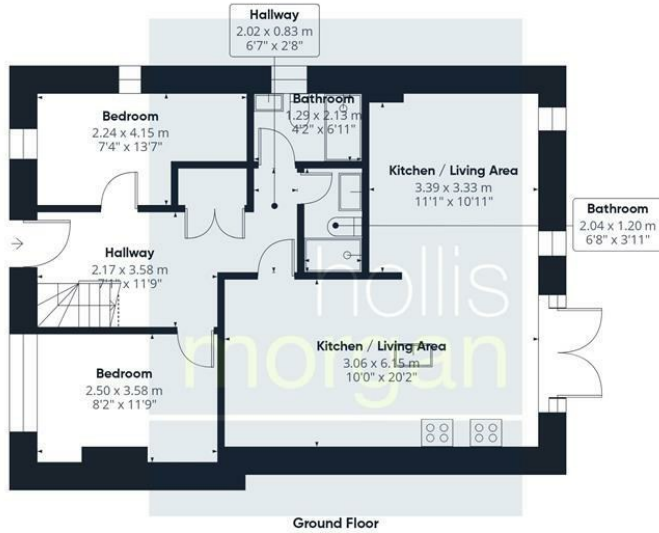 Hallway
2.02 x 0.83 m
6'7" x 2'8"
Bedroom
2.24 x 4.15 m
7'4" x 13'7"
Bathroom
1.29 x 2.13 m
4'2" x 6'11"
Kitchen / Living Area
3.39 x 3.33 m
11'1" x 10'11"
Bathroom
2.04 x 1.20 m
6'8" x 3'11"
Hallway
2.17 x 3.58 m
7'1" x 11'9"
hollis
morgan
Kitchen / Living Area
3.06 x 6.15 m
10'0" x 20'2"
Bedroom
2.50 x 3.58 m
8'2" x 11'9"
Ground Floor